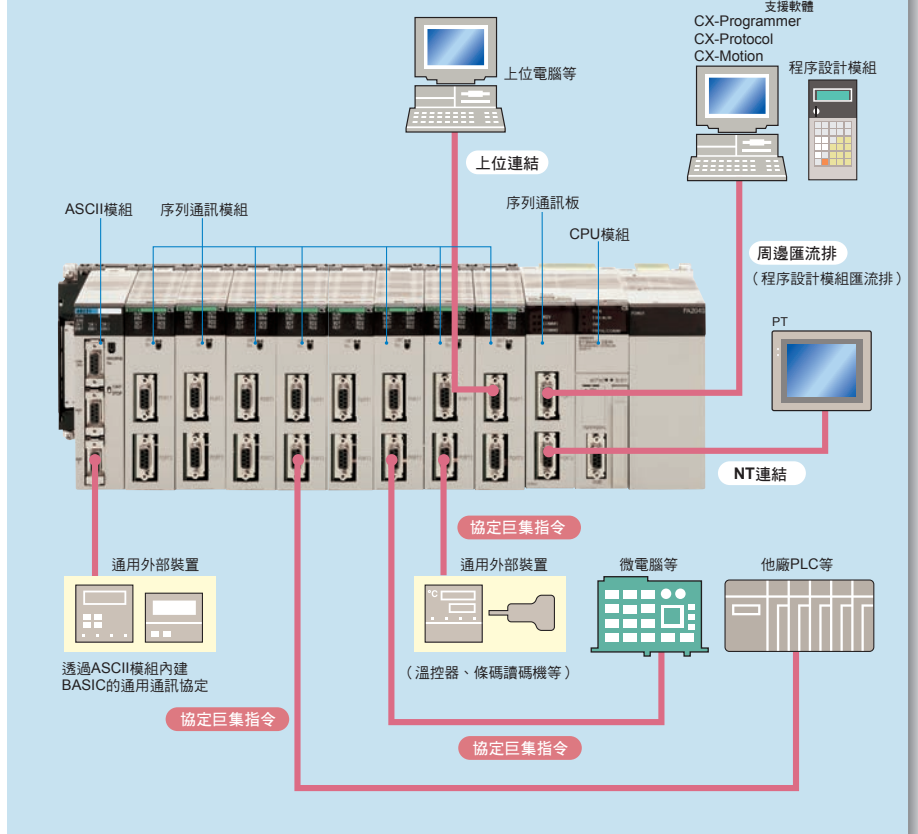 支援軟體
CX-Programmer
CX-Protocol
CX-Motion
程序設計模組
上位電腦等
上位連結
ASCII模組
序列通訊模組
序列通訊板
CPU模組
周邊匯流排
（程序設計模組匯流排）
PT
NT連結
協定巨集指令
通用外部裝置
通用外部裝置
微電腦等
他廠PLC等
°C
透過ASCII模組內建
BASIC的通用通訊協定
（溫控器、條碼讀碼機等）
協定巨集指令
協定巨集指令